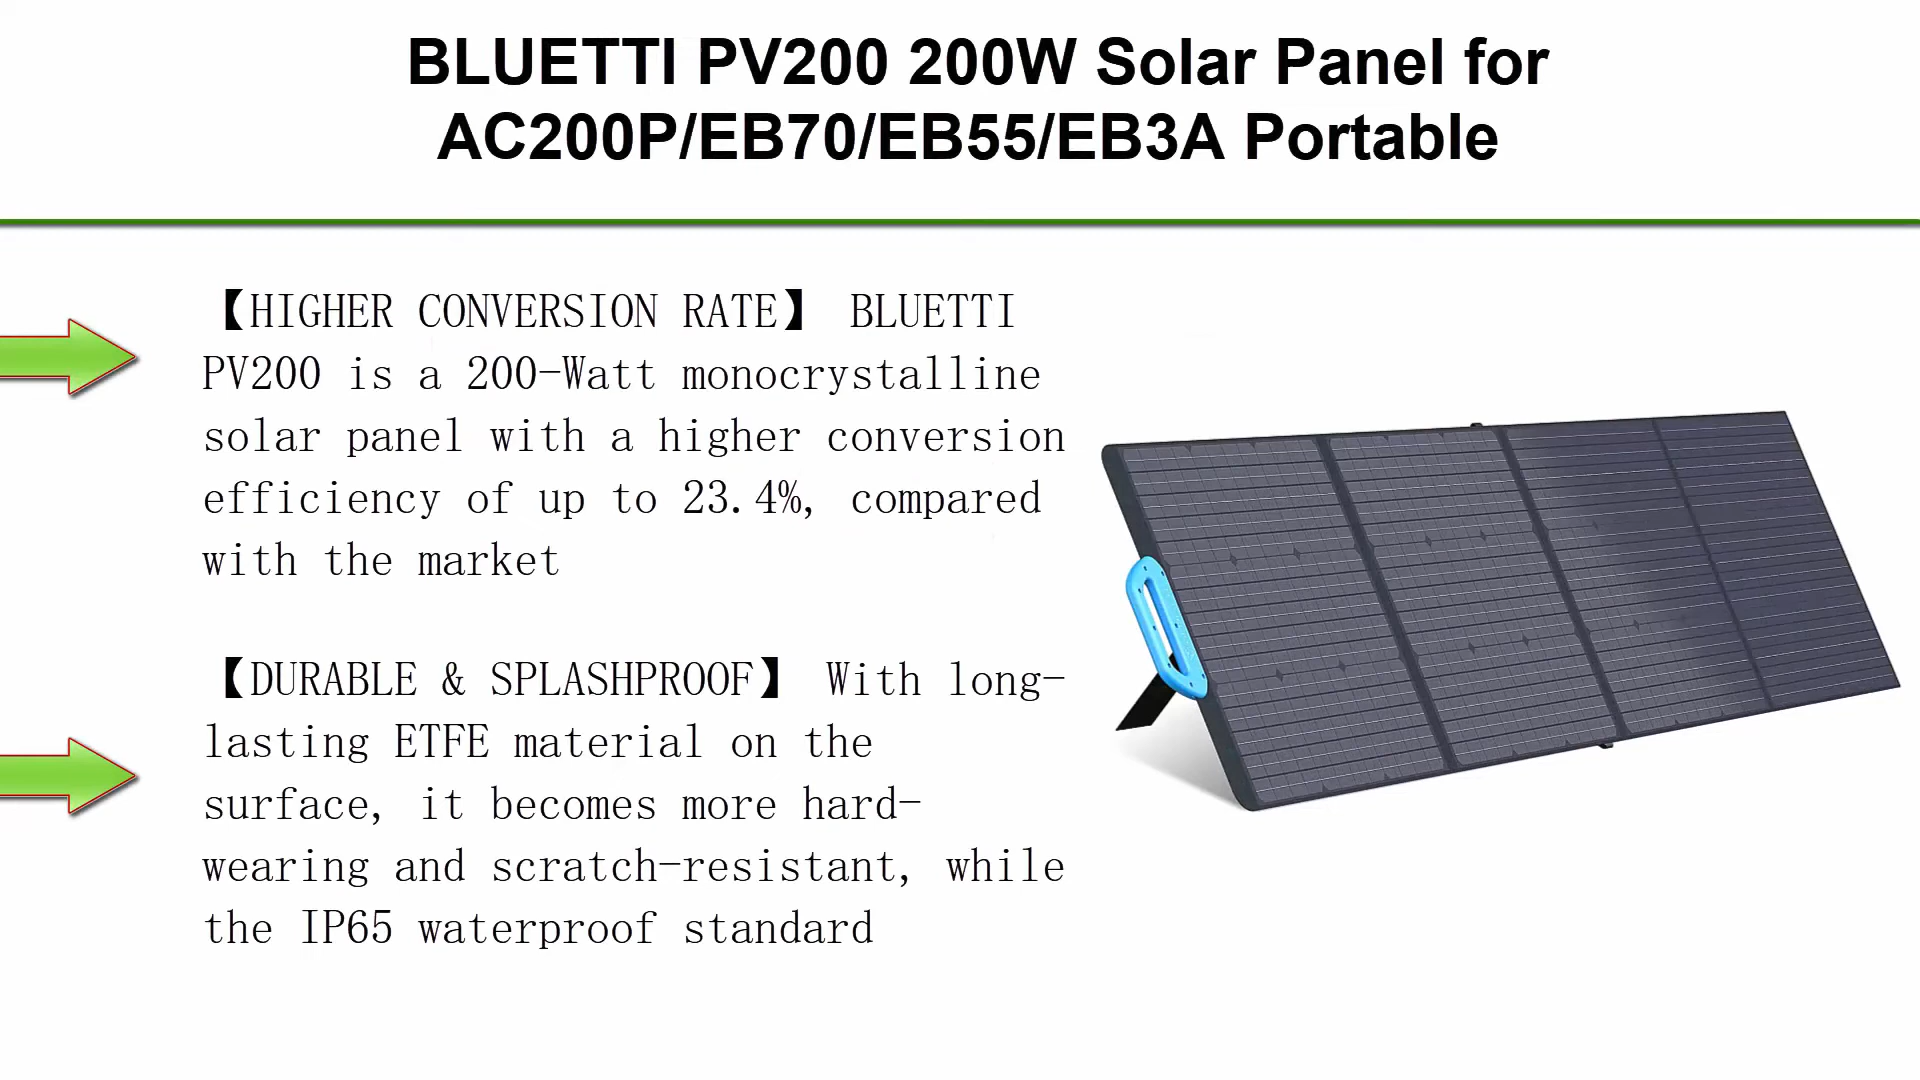 BLUETTI PV200 200W Solar Panel for
AC200P/EB70/EB55/EB3A Portable
【HIGHER CONVERSION RATE】 BLUETTI
PV200 is a 200-Watt monocrystalline
solar panel with a higher conversion
efficiency of up to 23.4%, compared
with the market
【DURABLE & SPLASHPROOF】 With long-
lasting ETFE material on the
surface, it becomes more hard-
wearing and scratch-resistant, while
the IP65 waterproof standard